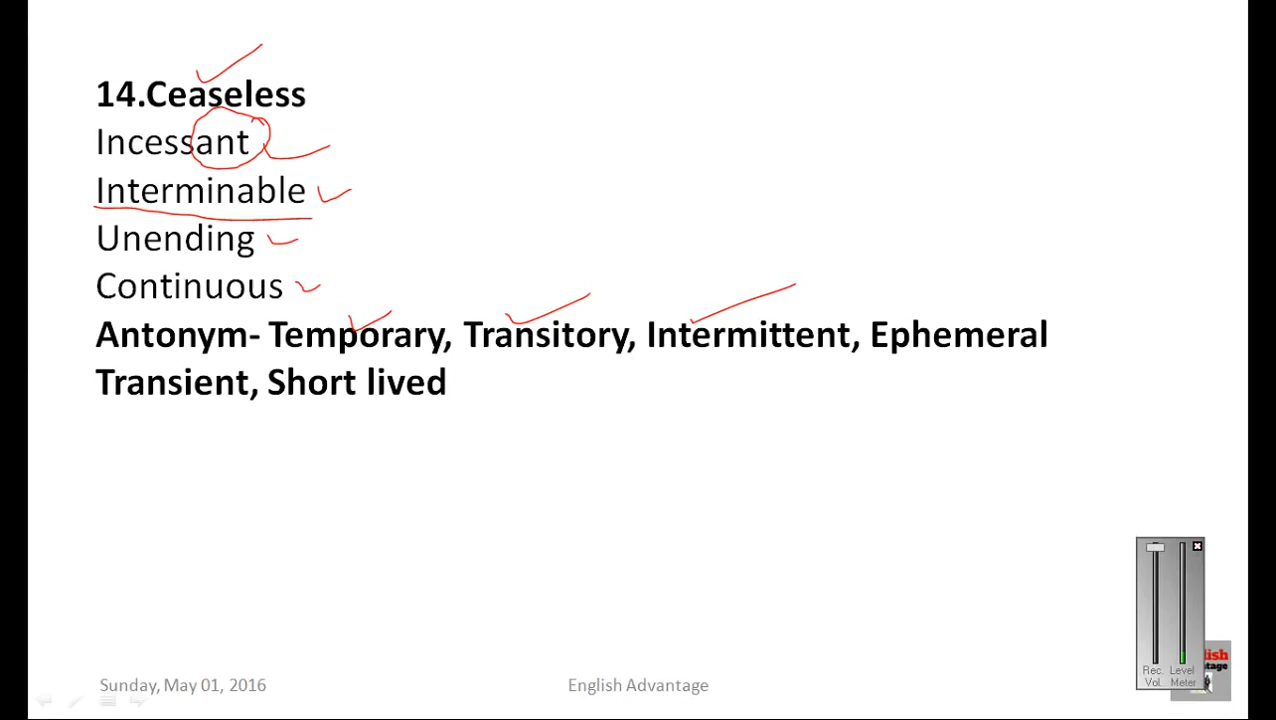 14.Ceaseless
Incessant
Interminable
Unending
Continuous
Antonym- Temporary, Transitory, Intermittent, Ephemeral
Transient, Short lived
Rec. Level
Vol. Meter
Sunday, May 01, 2016 English Advantage